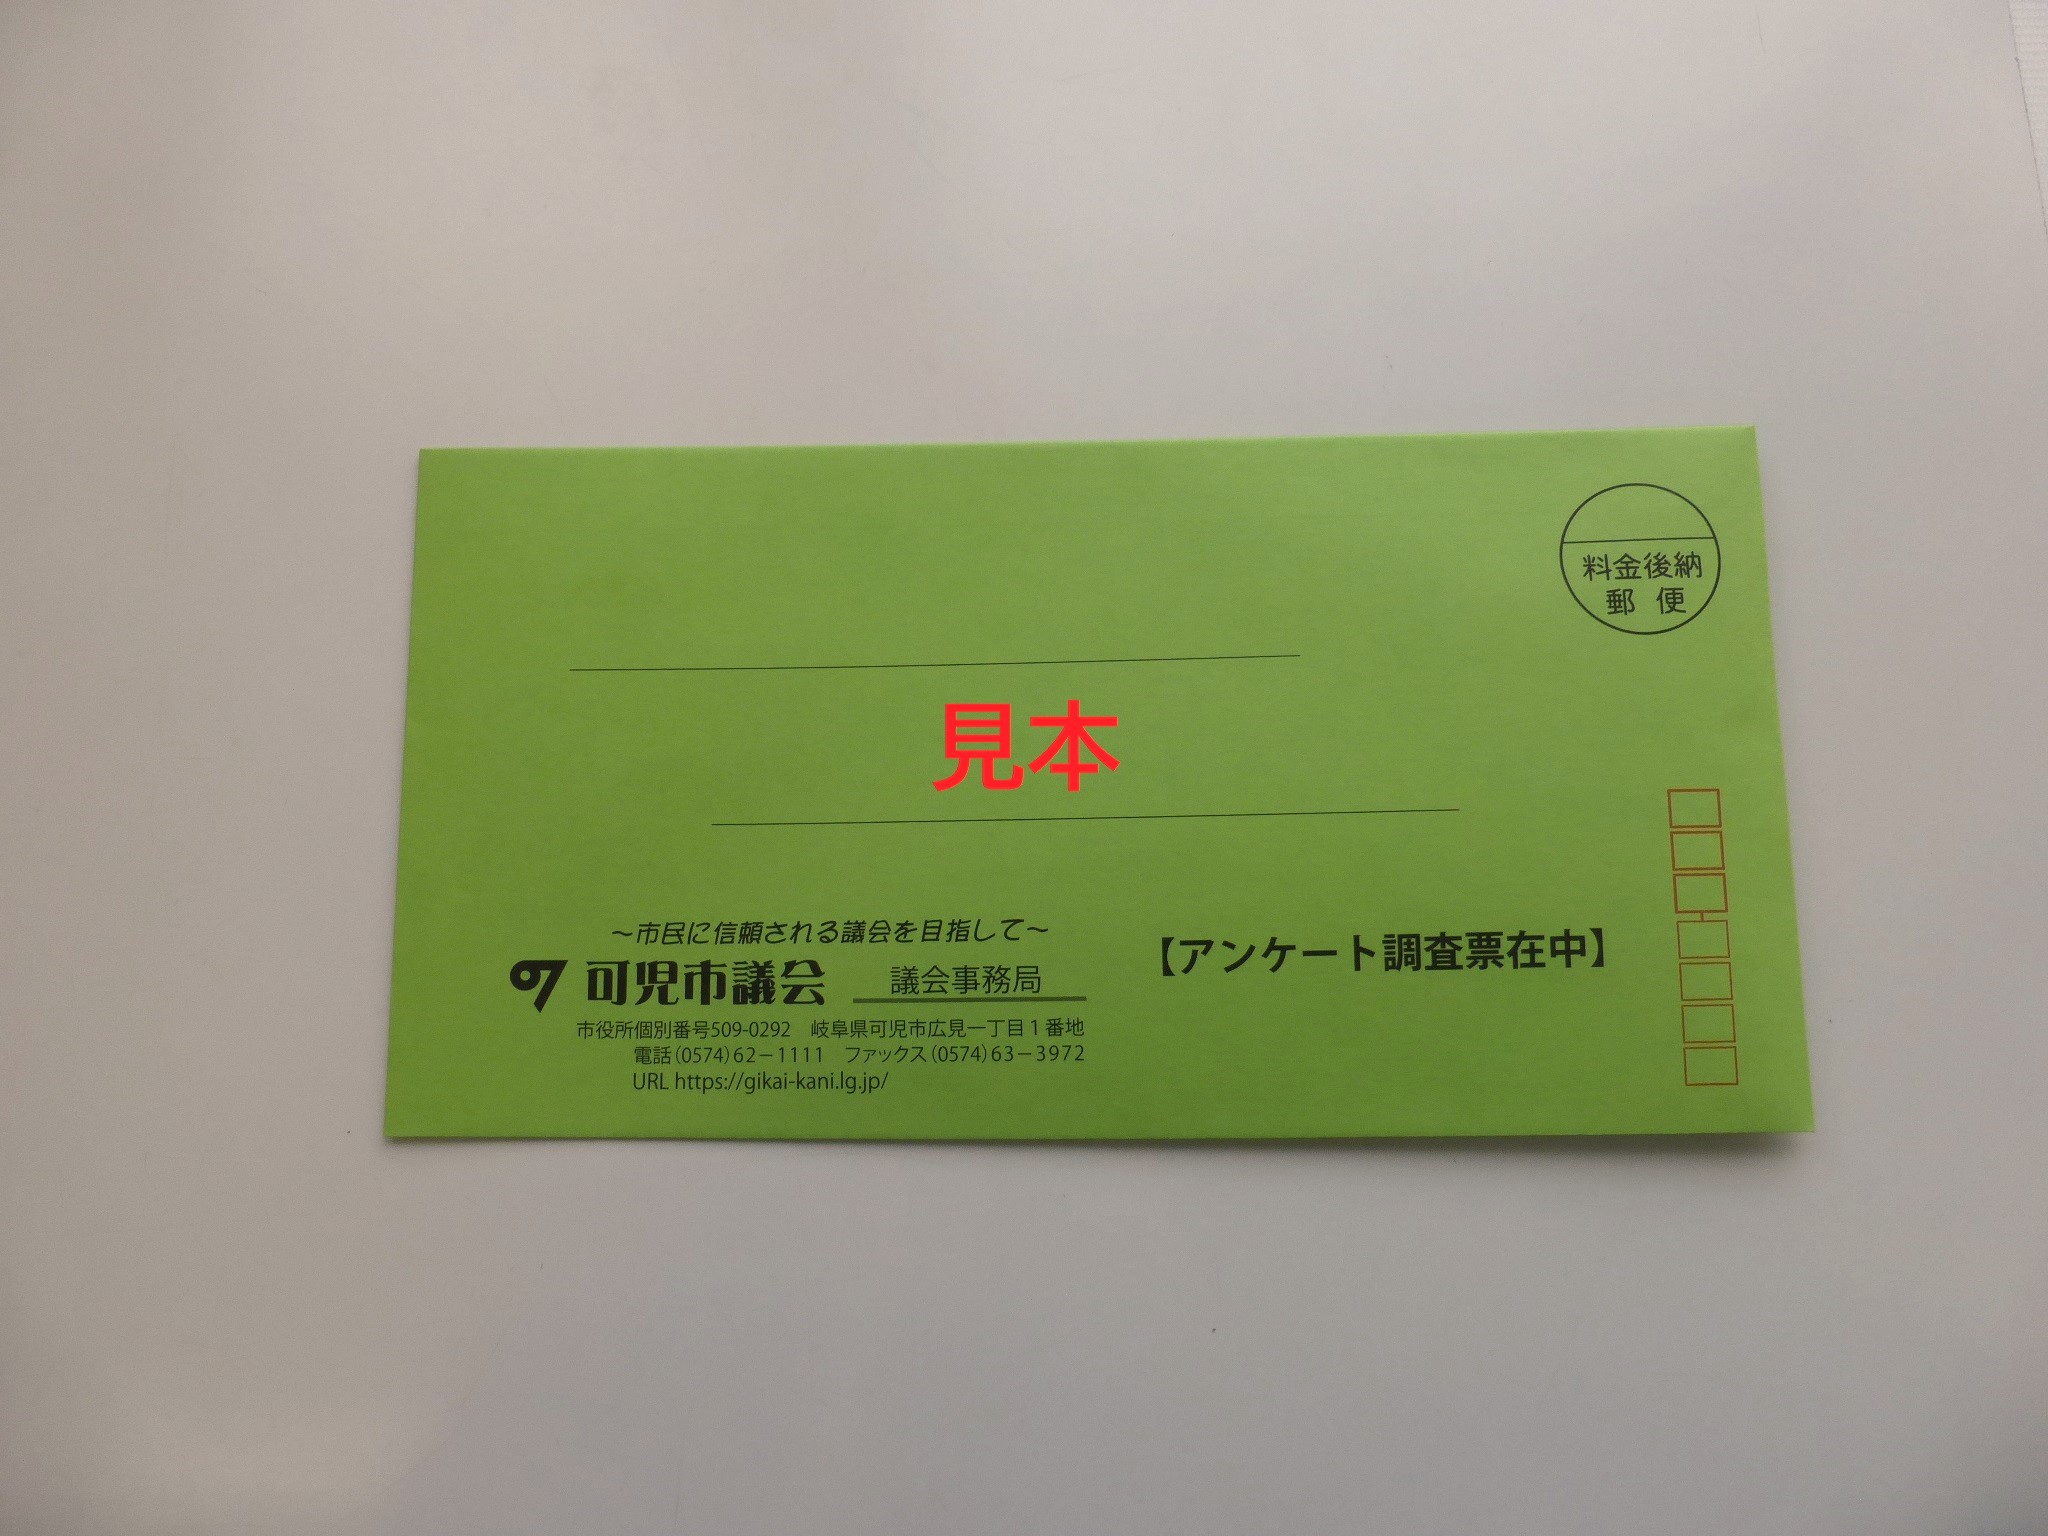 料金後納
郵便
見本
～市民に信頼される議会を目指して～
可児市議会 議会事務局
【アンケート調査票在中】
市役所個別番号509-0292 岐阜県可児市広見一丁目1番地
電話(0574)62－1111 ファックス(0574)63－3972
URL https://gikai-kani.lg.jp/